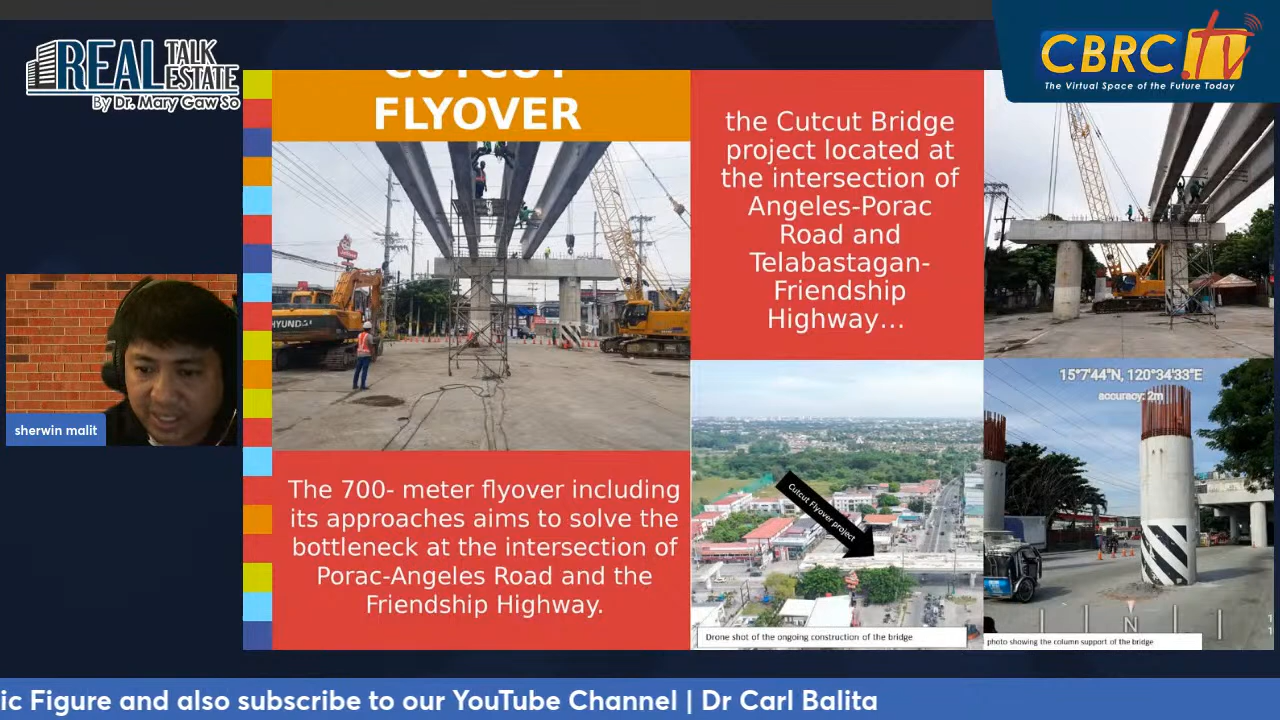 REAL TALK
ESTATE
By Dr. Mary Gaw So
CBRC.tv
The Virtual Space of the Future Today
CUTCUT
FLYOVER
the Cutcut Bridge
project located at
the intersection of
Angeles-Porac
Road and
Telabastagan-
Friendship
Highway...
HYUNDAI
sherwin malit
15°7'44"N, 120°34'33"E
accuracy: 2m
Cutcut Flyover project
The 700- meter flyover including
its approaches aims to solve the
bottleneck at the intersection of
Porac-Angeles Road and the
Friendship Highway.
N
Drone shot of the ongoing construction of the bridge
photo showing the column support of the bridge
ic Figure and also subscribe to our YouTube Channel | Dr Carl Balita